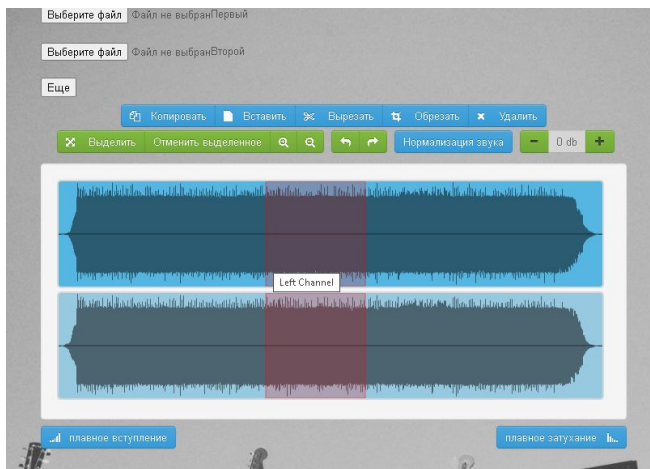 Выберите файл Файл не выбранПервый
Выберите файл Файл не выбранВторой
Еще
Копировать Вставить Вырезать Обрезать Удалить
Выделить Отменить выделенное Нормализация звука 0 db
Left Channel
плавное вступление плавное затухание